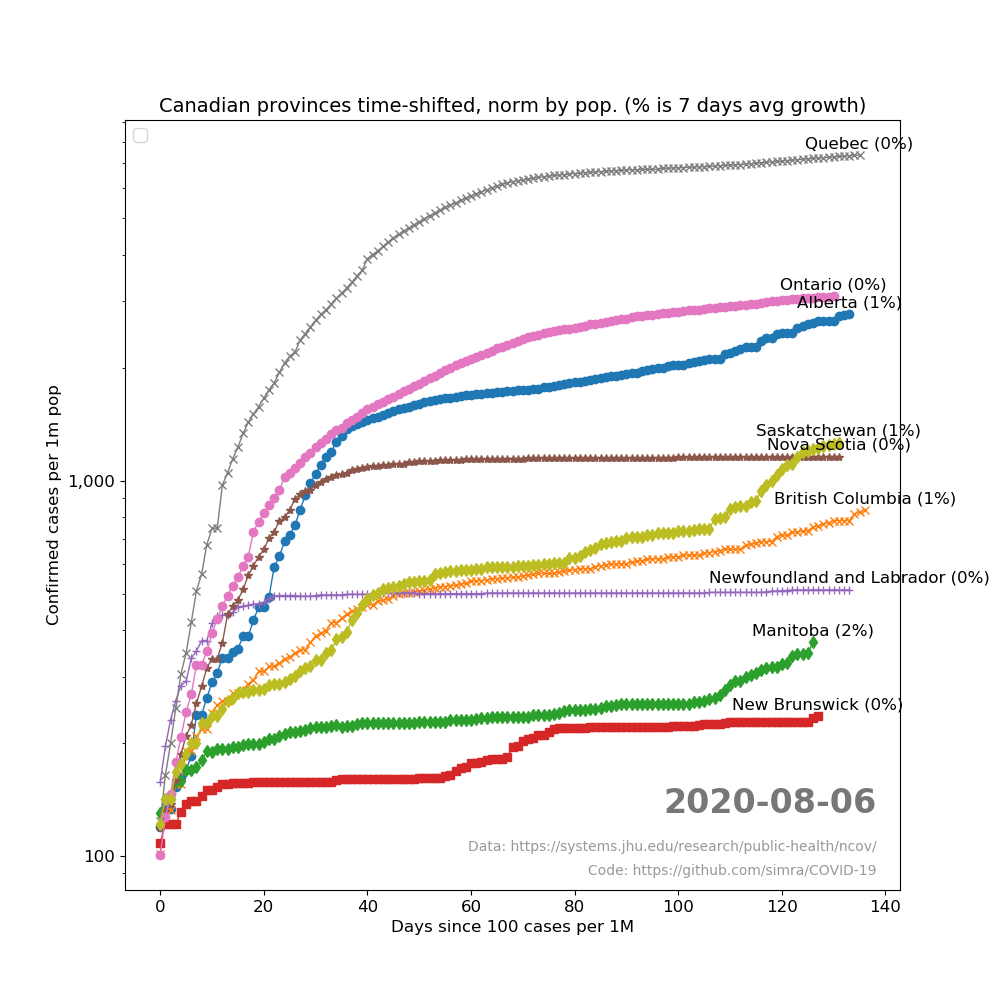 Canadian provinces time-shifted, norm by pop. (% is 7 days avg growth)
Quebec (0%)
Ontario (0%)
Alberta (1%)
Saskatchewan (1%)
Nova Scotia (0%)
British Columbia (1%)
Newfoundland and Labrador (0%)
Manitoba (2%)
New Brunswick (0%)
Confirmed cases per 1m pop
1,000
100
2020-08-06
Data: https://systems.jhu.edu/research/public-health/ncov/
Code: https://github.com/simra/COVID-19
0 20 40 60 80 100 120 140
Days since 100 cases per 1M